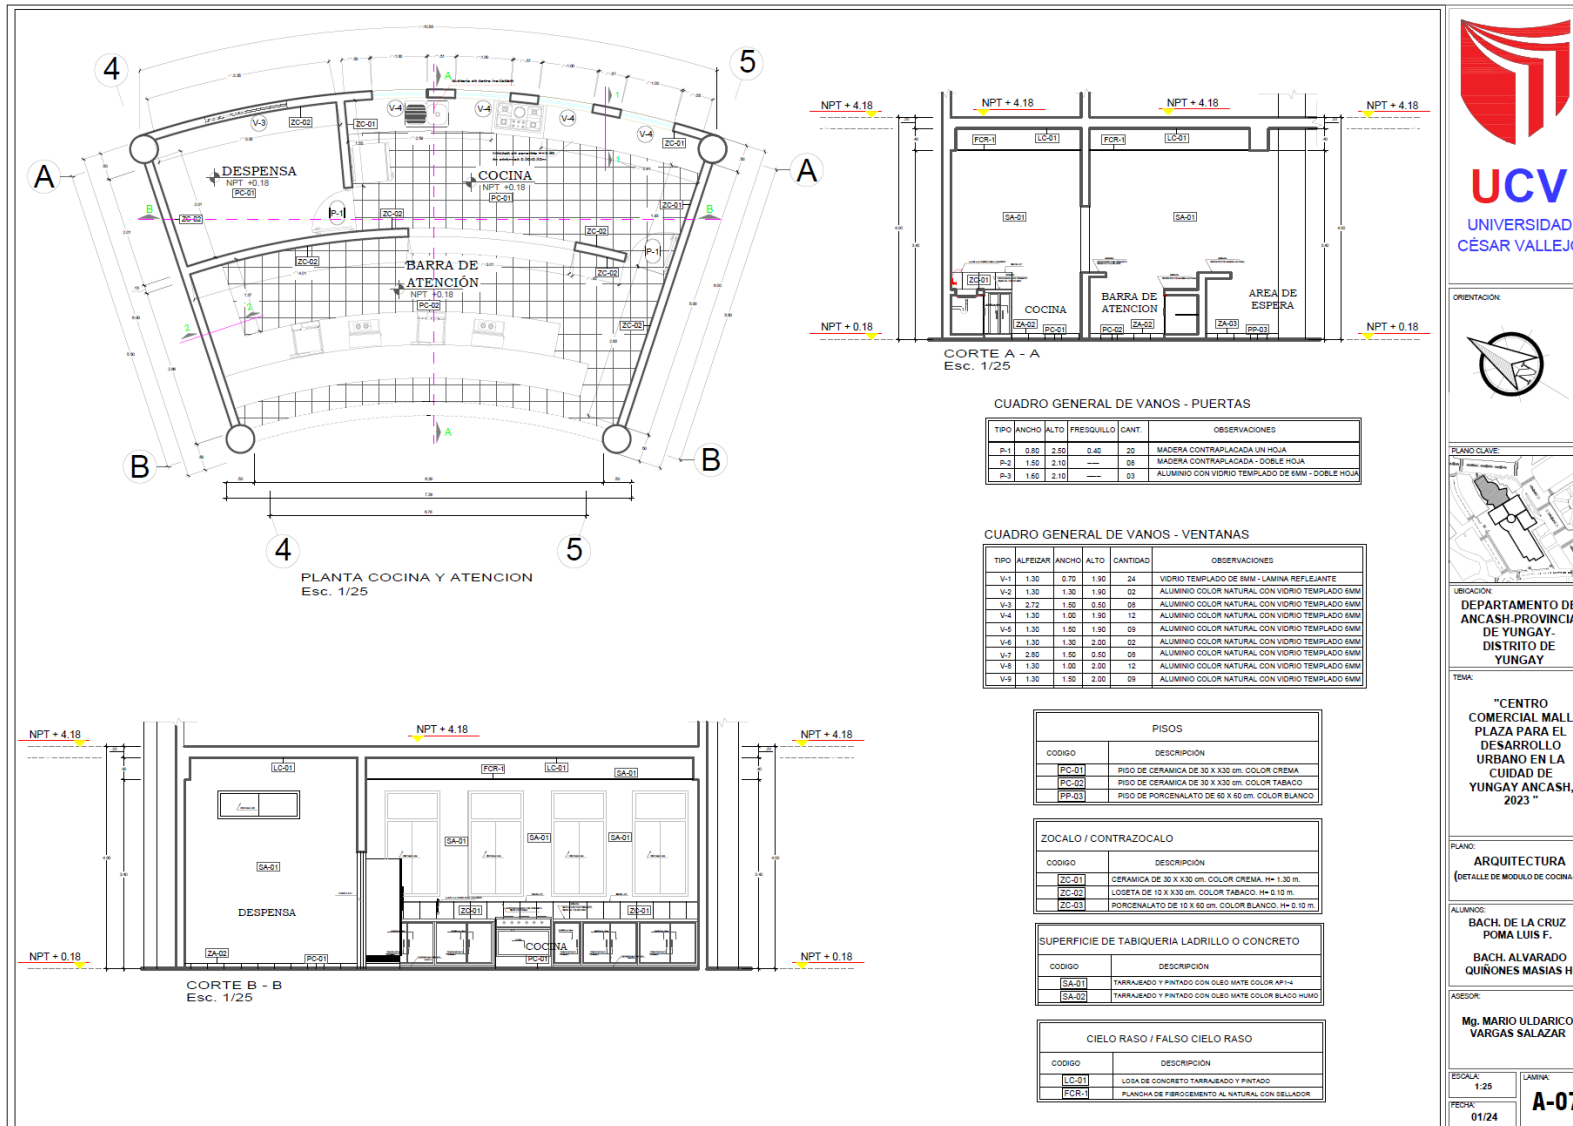 4
5
A
A
B
B
4
5
V-3
ZC-02
ZC-01
V-4
V-4
V-4
V-4
ZC-01
DESPENSA
NPT +0.18
PC-01
COCINA
NPT +0.18
PC-01
ZC-02
P-1
ZC-02
ZC-01
ZC-02
P-1
ZC-02
ZC-02
ZC-02
BARRA DE
ATENCIÓN
NPT +0.18
PC-02
A
A
B
B
1
1
2
2
PLANTA COCINA Y ATENCION
Esc. 1/25
NPT + 4.18
NPT + 4.18
NPT + 4.18
NPT + 4.18
FCR-1
LC-01
FCR-1
LC-01
SA-01
SA-01
ZC-01
COCINA
BARRA DE
ATENCION
AREA DE
ESPERA
ZA-02
PC-01
PC-02
ZA-02
ZA-03
PP-03
NPT + 0.18
NPT + 0.18
CORTE A - A
Esc. 1/25
CUADRO GENERAL DE VANOS - PUERTAS
TIPO ANCHO ALTO FRESQUILLO CANT. OBSERVACIONES
P-1 0.80 2.50 0.40 20 MADERA CONTRAPLACADA UN HOJA
P-2 1.50 2.10 ---- 08 MADERA CONTRAPLACADA - DOBLE HOJA
P-3 1.60 2.10 ---- 03 ALUMINIO CON VIDRIO TEMPLADO DE 6MM - DOBLE HOJA
CUADRO GENERAL DE VANOS - VENTANAS
TIPO ALFEIZAR ANCHO ALTO CANTIDAD OBSERVACIONES
V-1 1.30 0.70 1.90 24 VIDRIO TEMPLADO DE 8MM - LAMINA REFLEJANTE
V-2 1.30 1.30 1.90 02 ALUMINIO COLOR NATURAL CON VIDRIO TEMPLADO 6MM
V-3 2.72 1.50 0.50 08 ALUMINIO COLOR NATURAL CON VIDRIO TEMPLADO 6MM
V-4 1.30 1.00 1.90 12 ALUMINIO COLOR NATURAL CON VIDRIO TEMPLADO 6MM
V-5 1.30 1.50 1.90 09 ALUMINIO COLOR NATURAL CON VIDRIO TEMPLADO 6MM
V-6 1.30 1.30 2.00 02 ALUMINIO COLOR NATURAL CON VIDRIO TEMPLADO 6MM
V-7 2.80 1.50 0.50 08 ALUMINIO COLOR NATURAL CON VIDRIO TEMPLADO 6MM
V-8 1.30 1.00 2.00 12 ALUMINIO COLOR NATURAL CON VIDRIO TEMPLADO 6MM
V-9 1.30 1.50 2.00 09 ALUMINIO COLOR NATURAL CON VIDRIO TEMPLADO 6MM
NPT + 4.18
NPT + 4.18
NPT + 4.18
LC-01
FCR-1
LC-01
SA-01
SA-01
SA-01
SA-01
SA-01
DESPENSA
ZC-01
ZC-01
COCINA
ZA-02
PC-01
PC-01
NPT + 0.18
NPT + 0.18
CORTE B - B
Esc. 1/25
PISOS
CODIGO DESCRIPCIÓN
PC-01 PISO DE CERAMICA DE 30 X X30 cm. COLOR CREMA
PC-02 PISO DE CERAMICA DE 30 X X30 cm. COLOR TABACO
PP-03 PISO DE PORCENALATO DE 60 X 60 cm. COLOR BLANCO
ZOCALO / CONTRAZOCALO
CODIGO DESCRIPCIÓN
ZC-01 CERAMICA DE 30 X X30 cm. COLOR CREMA. H= 1.30 m.
ZC-02 LOSETA DE 10 X X30 cm. COLOR TABACO. H= 0.10 m.
ZC-03 PORCENALATO DE 10 X 60 cm. COLOR BLANCO. H= 0.10 m.
SUPERFICIE DE TABIQUERIA LADRILLO O CONCRETO
CODIGO DESCRIPCIÓN
SA-01 TARRAJEADO Y PINTADO CON OLEO MATE COLOR AP1-4
SA-02 TARRAJEADO Y PINTADO CON OLEO MATE COLOR BLACO HUMO
CIELO RASO / FALSO CIELO RASO
CODIGO DESCRIPCIÓN
LC-01 LOSA DE CONCRETO TARRAJEADO Y PINTADO
FCR-1 PLANCHA DE FIBROCEMENTO AL NATURAL CON SELLADOR
UCV
UNIVERSIDAD
CÉSAR VALLEJO
ORIENTACIÓN:
PLANO CLAVE:
UBICACIÓN:
DEPARTAMENTO DE
ANCASH-PROVINCIA
DE YUNGAY-
DISTRITO DE
YUNGAY
TEMA:
"CENTRO
COMERCIAL MALL
PLAZA PARA EL
DESARROLLO
URBANO EN LA
CUIDAD DE
YUNGAY ANCASH,
2023 "
PLANO:
ARQUITECTURA
(DETALLE DE MODULO DE COCINA
ALUMNOS:
BACH. DE LA CRUZ
POMA LUIS F.
BACH. ALVARADO
QUIÑONES MASIAS H
ASESOR:
Mg. MARIO ULDARICO
VARGAS SALAZAR
ESCALA:
1:25
LAMINA:
A-07
FECHA:
01/24